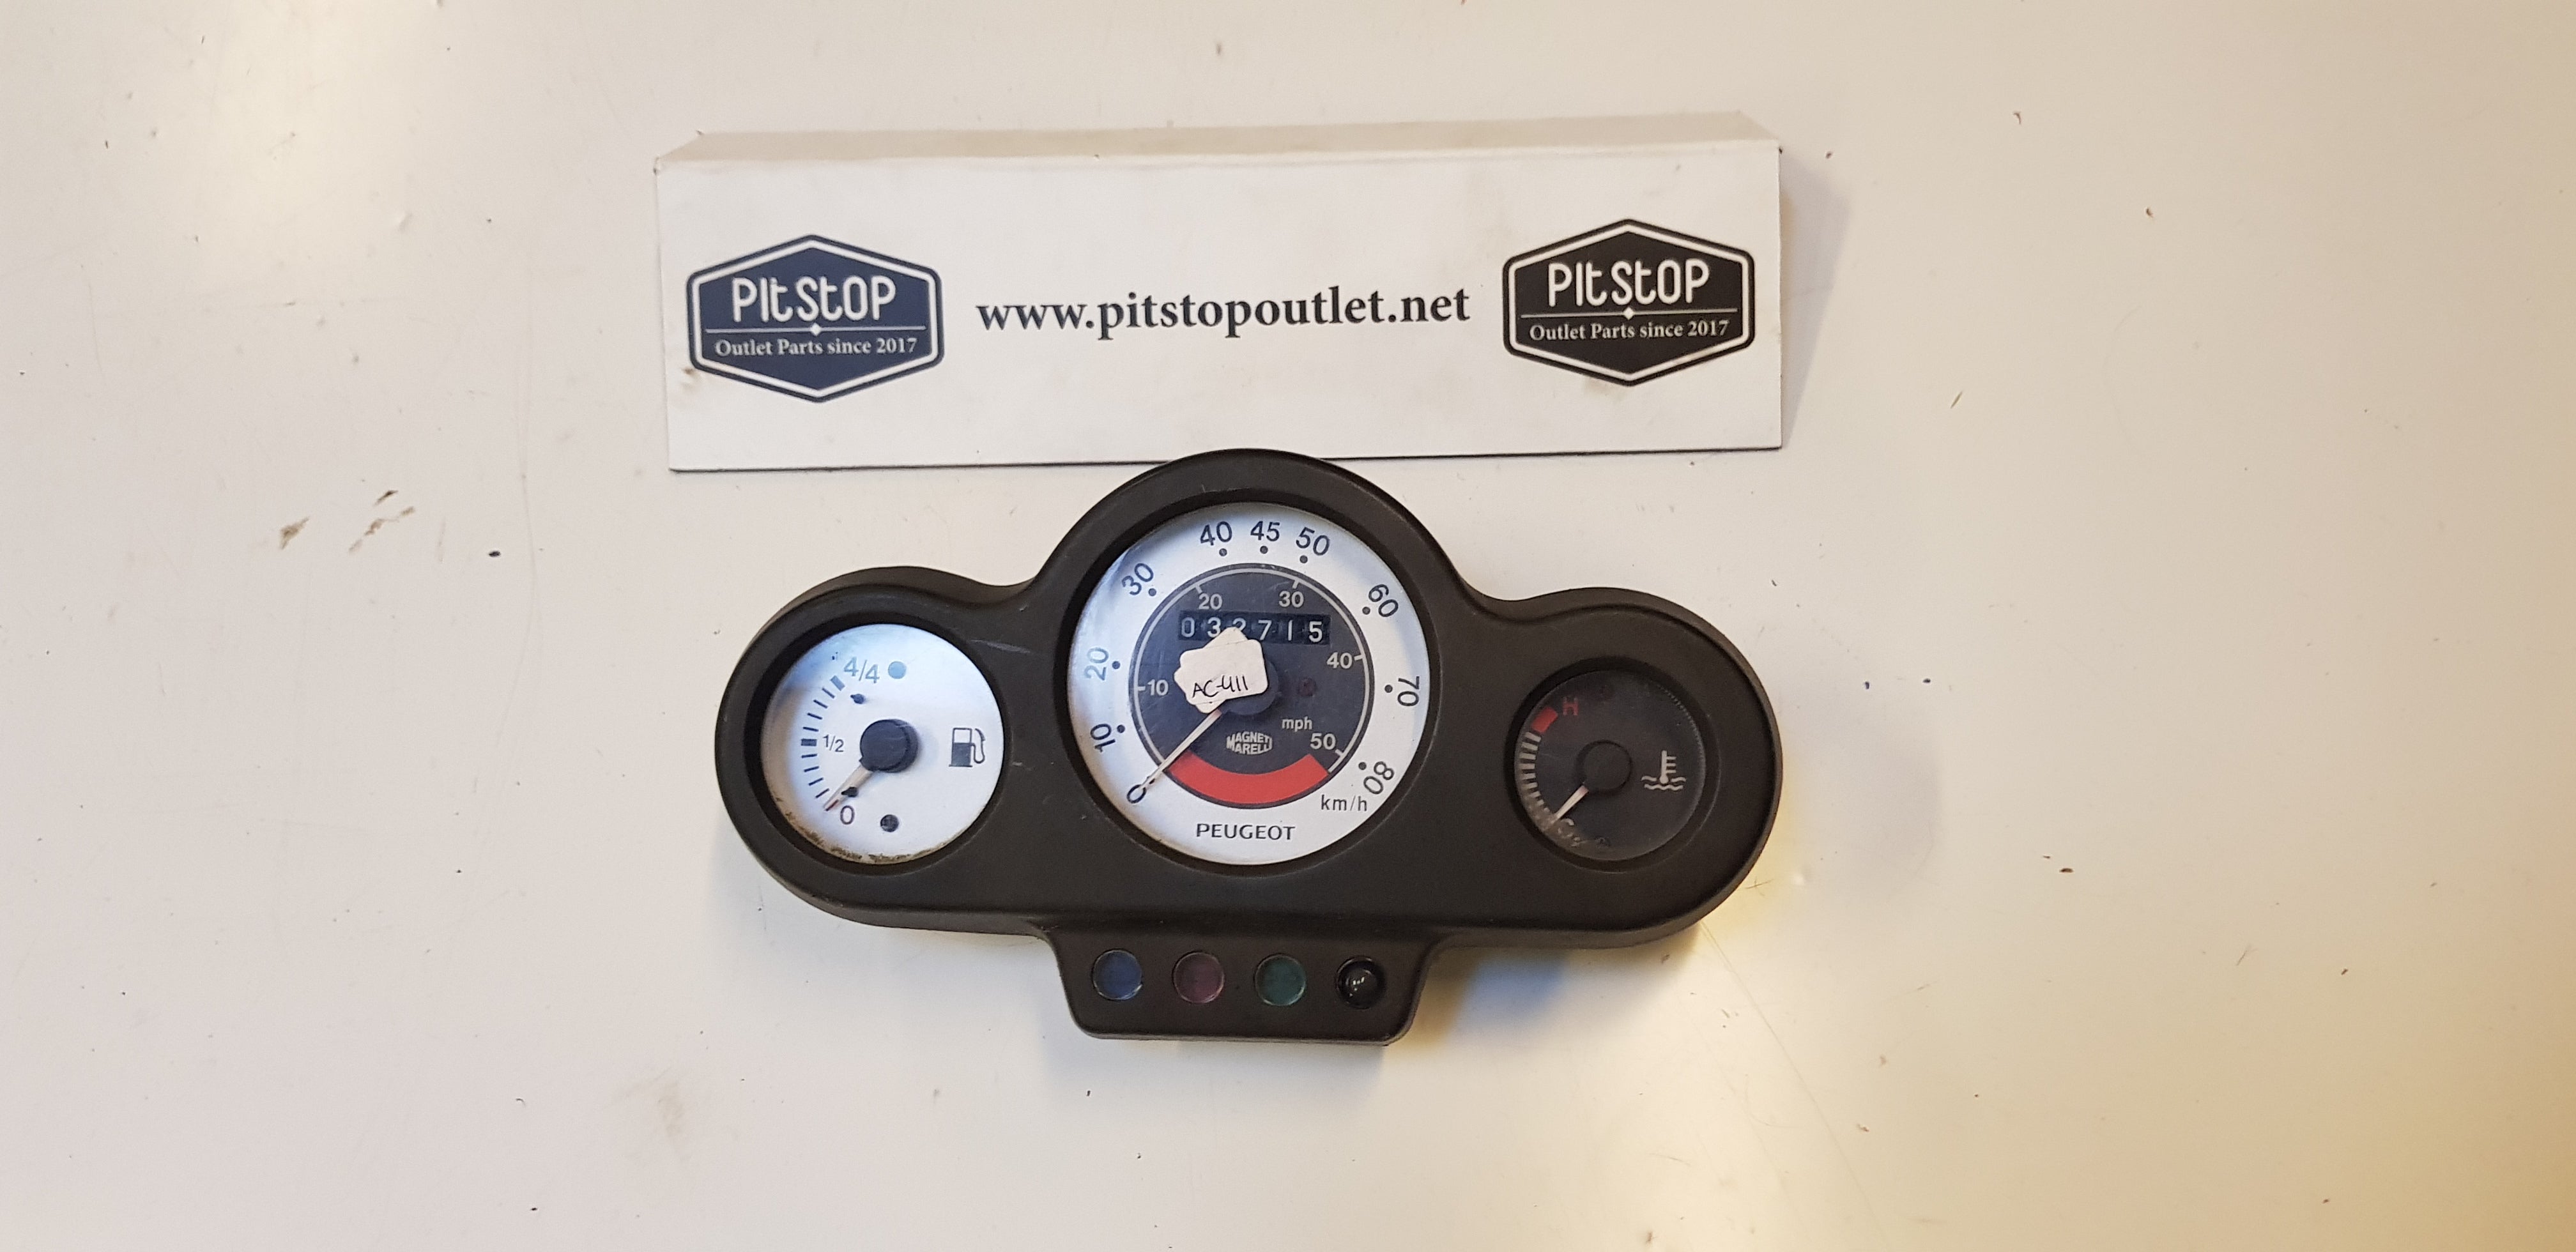 PitStOP
Outlet Parts since 2017
www.pitstopoutlet.net
PitStOP
Outlet Parts since 2017
40 45 50
30
60
20 30
20
40
70
10
10
mph
MAGNETI
MARELLI
50
80
0
km/h
PEUGEOT
AC-411
4/4
1/2
0
H